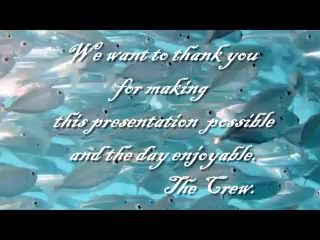 We want to thank you
for making
this presentation possible
and the day enjoyable.
The Crew.